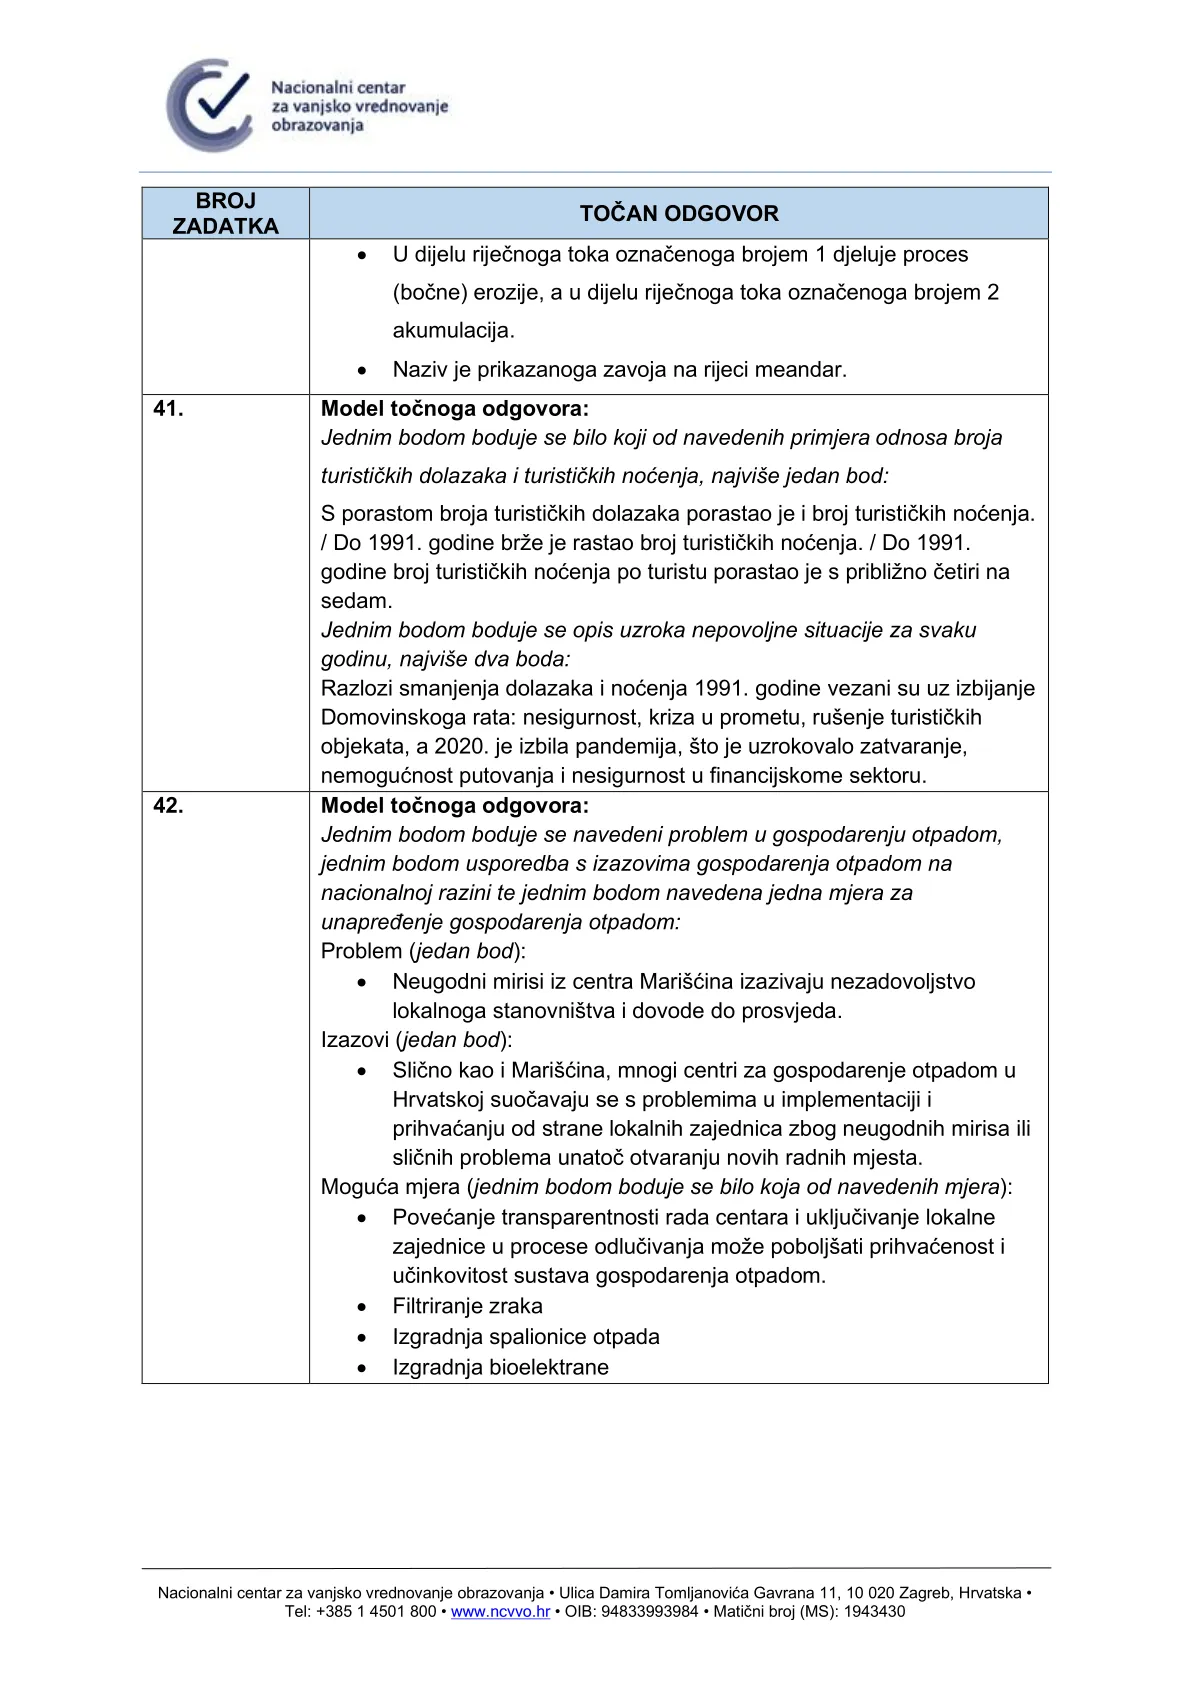 Nacionalni centar
za vanjsko vrednovanje
obrazovanja
BROJ
ZADATKA
TOČAN ODGOVOR
• U dijelu riječnoga toka označenoga brojem 1 djeluje proces
(bočne) erozije, a u dijelu riječnoga toka označenoga brojem 2
akumulacija.
• Naziv je prikazanoga zavoja na rijeci meandar.
41.
Model točnoga odgovora:
Jednim bodom boduje se bilo koji od navedenih primjera odnosa broja
turističkih dolazaka i turističkih noćenja, najviše jedan bod:
S porastom broja turističkih dolazaka porastao je i broj turističkih noćenja.
/ Do 1991. godine brže je rastao broj turističkih noćenja. / Do 1991.
godine broj turističkih noćenja po turistu porastao je s približno četiri na
sedam.
Jednim bodom boduje se opis uzroka nepovoljne situacije za svaku
godinu, najviše dva boda:
Razlozi smanjenja dolazaka i noćenja 1991. godine vezani su uz izbijanje
Domovinskoga rata: nesigurnost, kriza u prometu, rušenje turističkih
objekata, a 2020. je izbila pandemija, što je uzrokovalo zatvaranje,
nemogućnost putovanja i nesigurnost u financijskome sektoru.
42.
Model točnoga odgovora:
Jednim bodom boduje se navedeni problem u gospodarenju otpadom,
jednim bodom usporedba s izazovima gospodarenja otpadom na
nacionalnoj razini te jednim bodom navedena jedna mjera za
unapređenje gospodarenja otpadom:
Problem (jedan bod):
• Neugodni mirisi iz centra Marišćina izazivaju nezadovoljstvo
lokalnoga stanovništva i dovode do prosvjeda.
Izazovi (jedan bod):
• Slično kao i Marišćina, mnogi centri za gospodarenje otpadom u
Hrvatskoj suočavaju se s problemima u implementaciji i
prihvaćanju od strane lokalnih zajednica zbog neugodnih mirisa ili
sličnih problema unatoč otvaranju novih radnih mjesta.
Moguća mjera (jednim bodom boduje se bilo koja od navedenih mjera):
• Povećanje transparentnosti rada centara i uključivanje lokalne
zajednice u procese odlučivanja može poboljšati prihvaćenost i
učinkovitost sustava gospodarenja otpadom.
• Filtriranje zraka
• Izgradnja spalionice otpada
• Izgradnja bioelektrane
Nacionalni centar za vanjsko vrednovanje obrazovanja • Ulica Damira Tomljanovića Gavrana 11, 10 020 Zagreb, Hrvatska •
Tel: +385 1 4501 800 • www.ncvvo.hr • OIB: 94833993984 • Matični broj (MS): 1943430